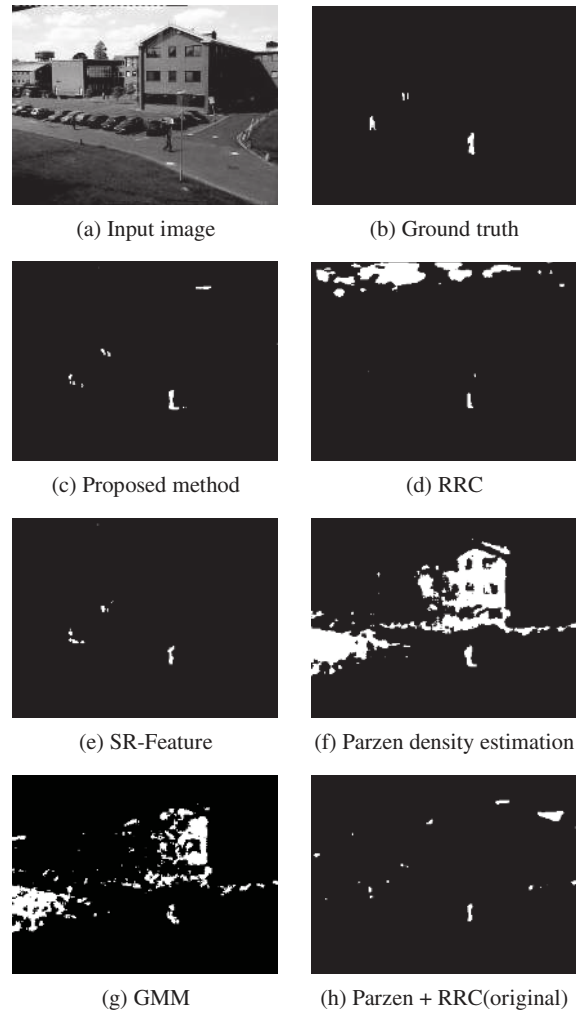 (a) Input image
(b) Ground truth
(c) Proposed method
(d) RRC
(e) SR-Feature
(f) Parzen density estimation
(g) GMM
(h) Parzen + RRC(original)